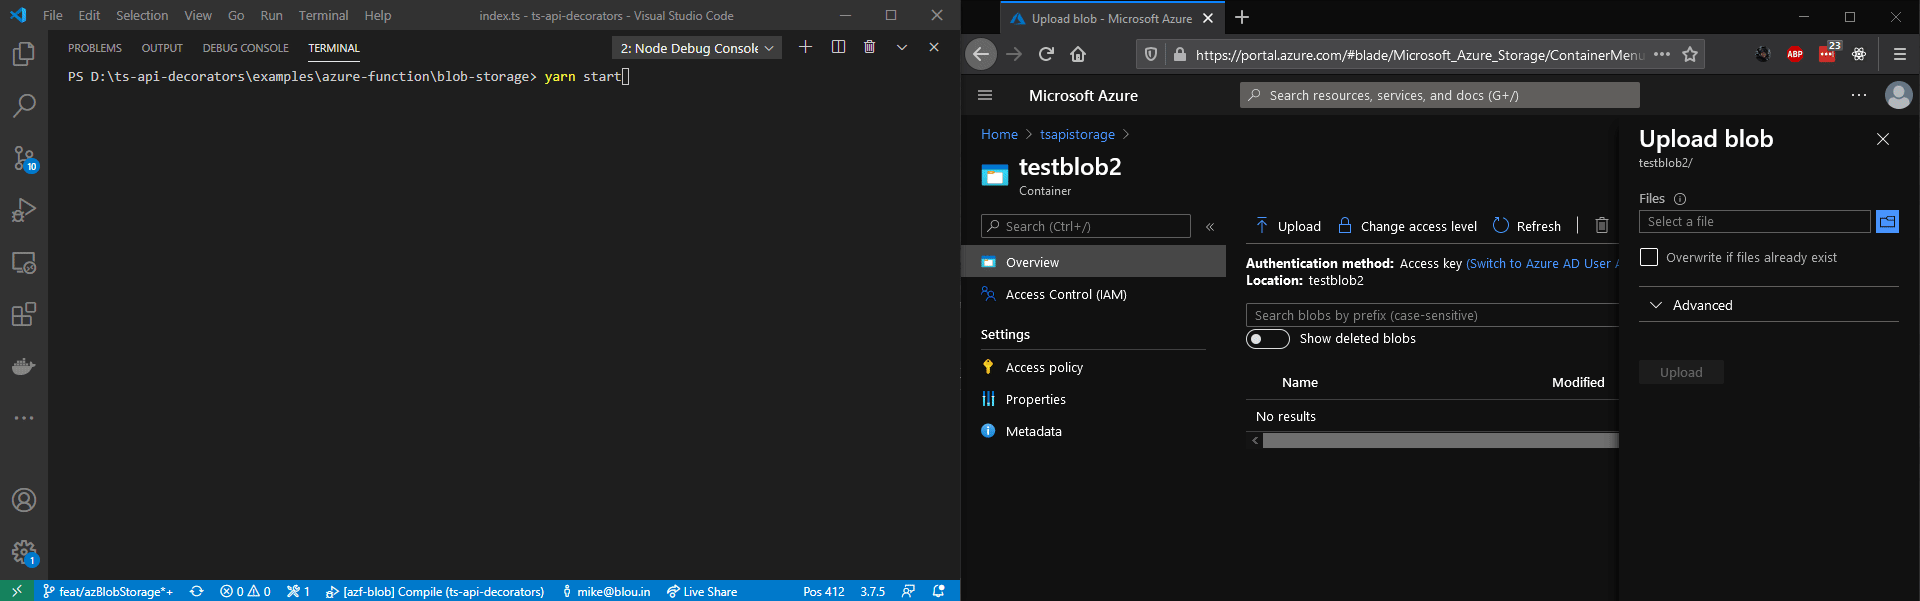 File Edit Selection View Go Run Terminal Help
index.ts - ts-api-decorators - Visual Studio Code
PROBLEMS OUTPUT DEBUG CONSOLE TERMINAL
2: Node Debug Console
PS D:\ts-api-decorators\examples\azure-function\blob-storage> yarn start
10
1
feat/azBlobStorage*+ 0 0 1 [azf-blob] Compile (ts-api-decorators) mike@blou.in Live Share Pos 412 3.7.5
Upload blob - Microsoft Azure
https://portal.azure.com/#blade/Microsoft_Azure_Storage/ContainerMenu
ABP
23
Microsoft Azure
Search resources, services, and docs (G+/)
Home > tsapistorage >
testblob2
Container
Search (Ctrl+/)
«
Overview
Access Control (IAM)
Settings
Access policy
Properties
Metadata
Upload Change access level Refresh
Authentication method: Access key (Switch to Azure AD User A
Location: testblob2
Search blobs by prefix (case-sensitive)
Show deleted blobs
Name Modified
No results
Upload blob
testblob2/
Files
Select a file
Overwrite if files already exist
Advanced
Upload